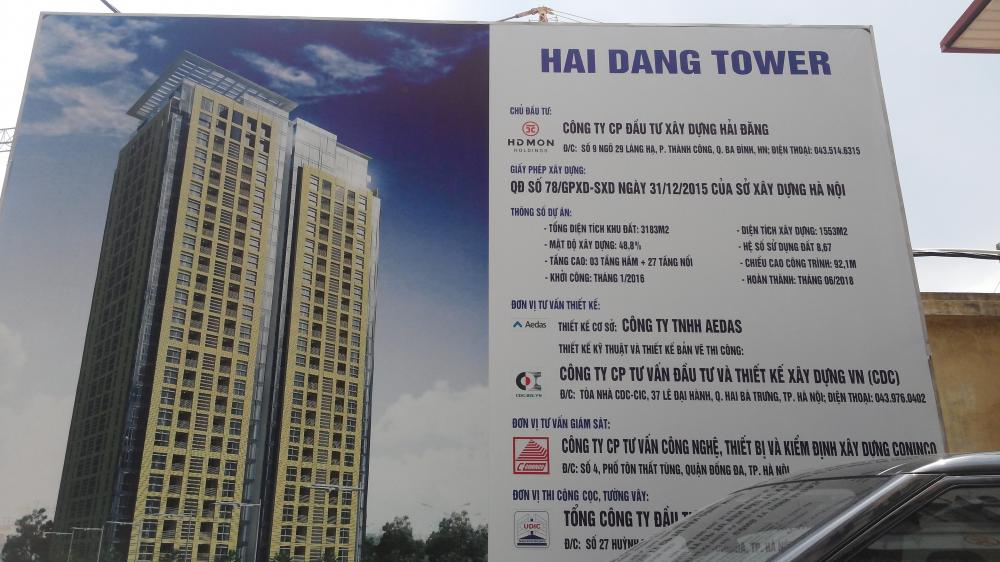 HAI DANG TOWER
CHỦ ĐẦU TƯ:
HDMON
HOLDINGS
CÔNG TY CP ĐẦU TƯ XÂY DỰNG HẢI ĐĂNG
Đ/C: SỐ 9 NGÕ 29 LÁNG HẠ, P. THÀNH CÔNG, Q. BA ĐÌNH, HN; ĐIỆN THOẠI: 043.514.6315
GIẤY PHÉP XÂY DỰNG:
QĐ SỐ 78/GPXD-SXD NGÀY 31/12/2015 CỦA SỞ XÂY DỰNG HÀ NỘI
THÔNG SỐ DỰ ÁN:
- TỔNG DIỆN TÍCH KHU ĐẤT: 3183M2 - DIỆN TÍCH XÂY DỰNG: 1553M2
- MẬT ĐỘ XÂY DỰNG: 48,8% - HỆ SỐ SỬ DỤNG ĐẤT 8,67
- TẦNG CAO: 03 TẦNG HẦM + 27 TẦNG NỔI - CHIỀU CAO CÔNG TRÌNH: 92,1M
- KHỞI CÔNG: THÁNG 1/2016 - HOÀN THÀNH: THÁNG 06/2018
ĐƠN VỊ TƯ VẤN THIẾT KẾ:
Aedas THIẾT KẾ CƠ SỞ: CÔNG TY TNHH AEDAS
THIẾT KẾ KỸ THUẬT VÀ THIẾT KẾ BẢN VẼ THI CÔNG:
CÔNG TY CP TƯ VẤN ĐẦU TƯ VÀ THIẾT KẾ XÂY DỰNG VN (CDC)
Đ/C: TÒA NHÀ CDC-CIC, 37 LÊ ĐẠI HÀNH, Q. HAI BÀ TRƯNG, TP. HÀ NỘI; ĐIỆN THOẠI: 043.976.0402
ĐƠN VỊ TƯ VẤN GIÁM SÁT:
CONINCO
CÔNG TY CP TƯ VẤN CÔNG NGHỆ, THIẾT BỊ VÀ KIỂM ĐỊNH XÂY DỰNG CONINCO
Đ/C: SỐ 4, PHỐ TÔN THẤT TÙNG, QUẬN ĐỐNG ĐA, TP. HÀ NỘI
ĐƠN VỊ THI CÔNG CỌC, TƯỜNG VÂY:
UDIC
TỔNG CÔNG TY ĐẦU
Đ/C: SỐ 27